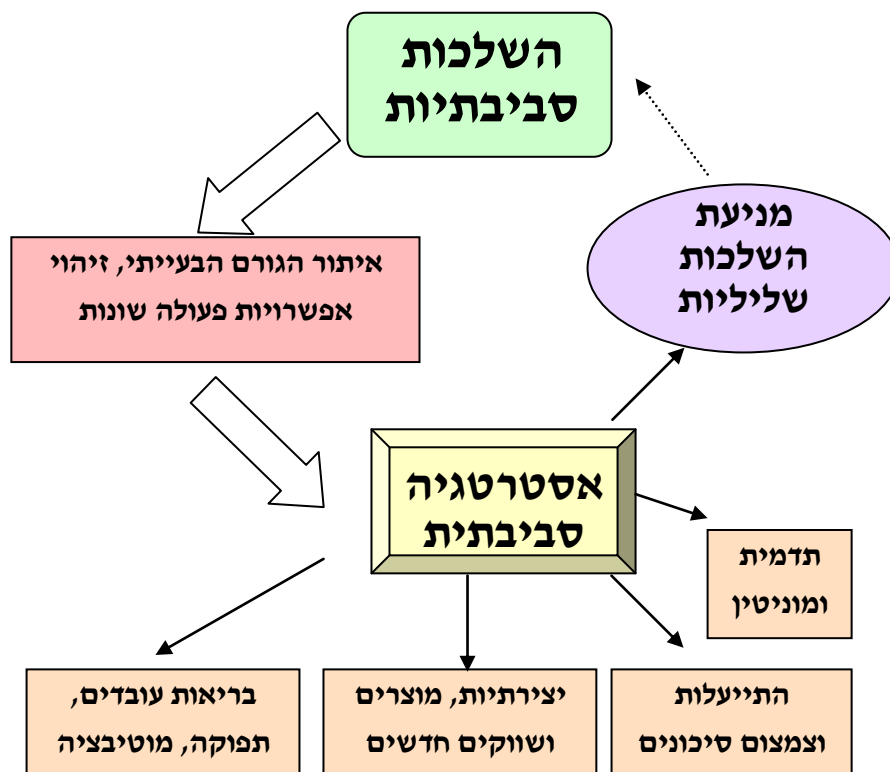 השלכות
סביבתיות
מניעת
השלכות
שליליות
איתור הגורם הבעייתי, זיהוי
אפשרויות פעולה שונות
אסטרטגיה
סביבתית
תדמית
ומוניטין
התייעלות
וצמצום סיכונים
יצירתיות, מוצרים
ושווקים חדשים
בריאות עובדים,
תפוקה, מוטיבציה